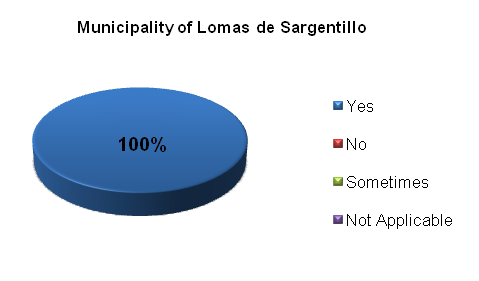 Municipality of Lomas de Sargentillo
100%
Yes
No
Sometimes
Not Applicable